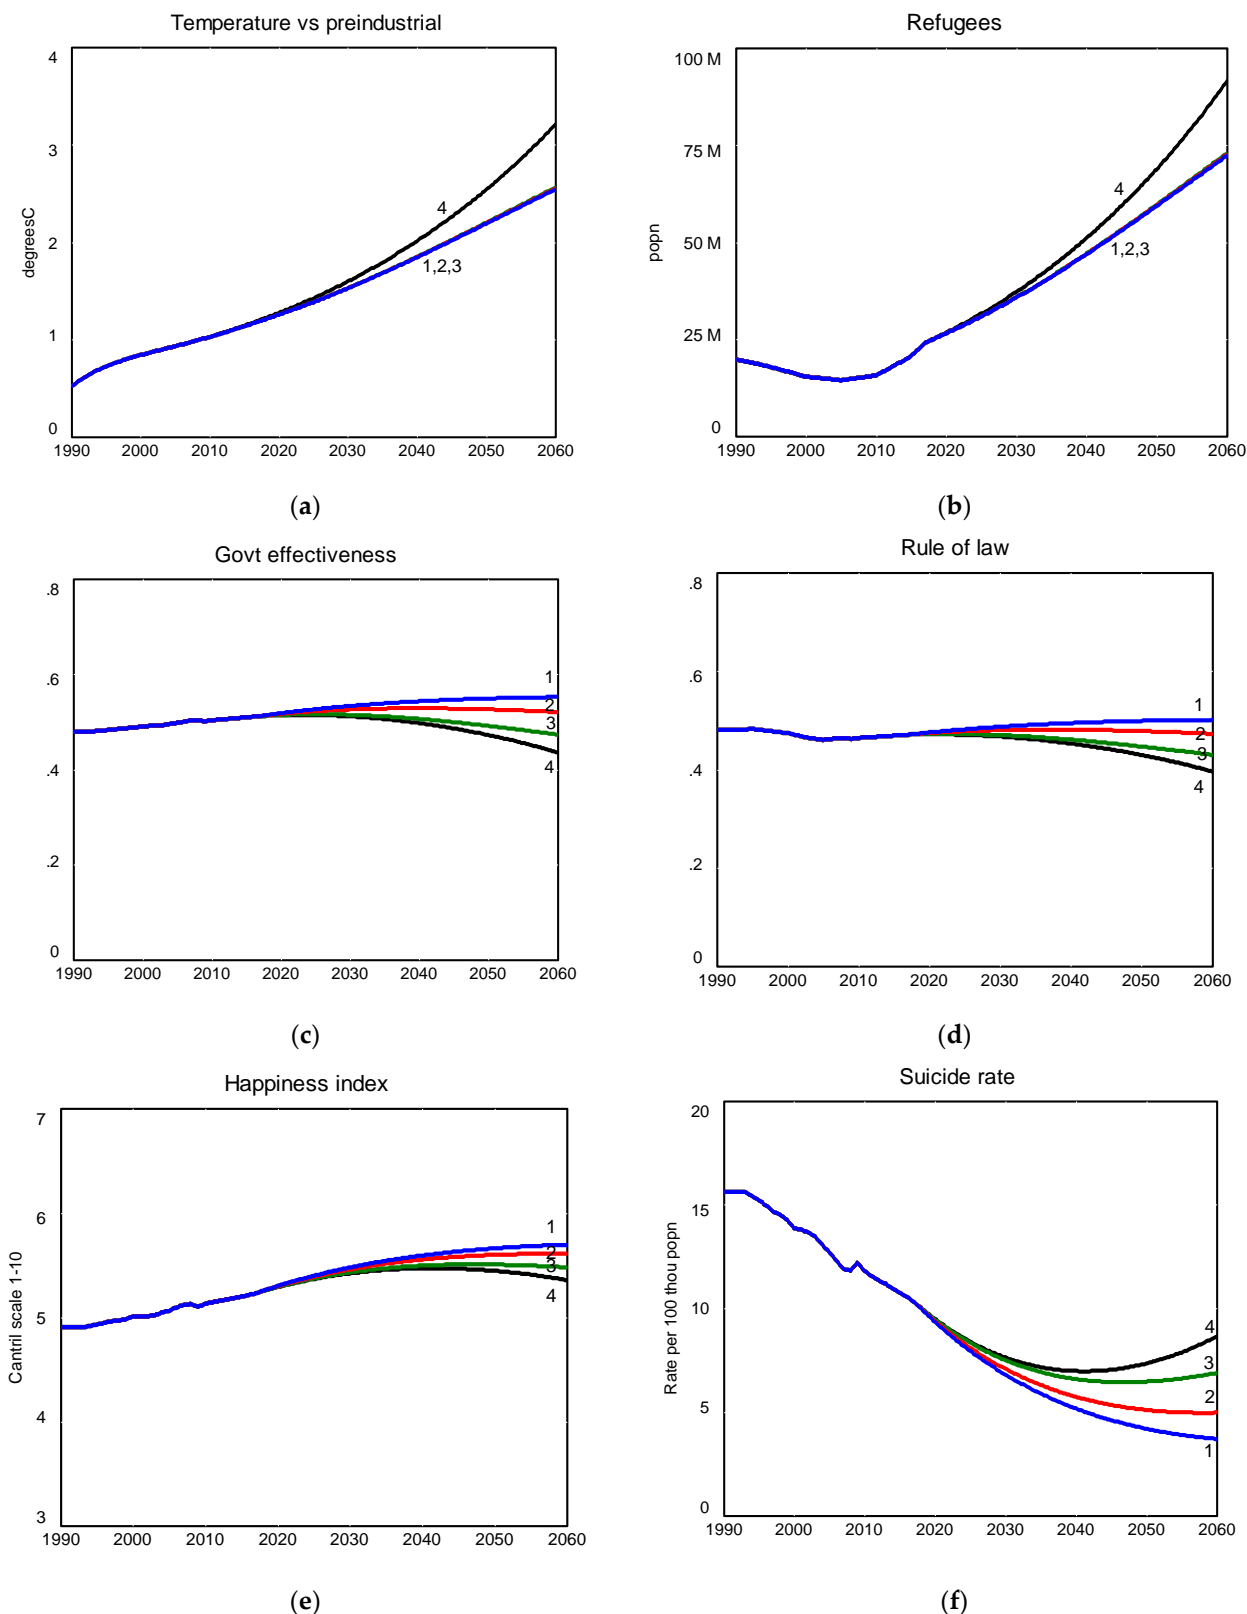 Temperature vs preindustrial
4
3
2
1
0
degreesC
4
1,2,3
1990 2000 2010 2020 2030 2040 2050 2060
(a)
Refugees
100 M
75 M
50 M
25 M
0
popn
4
1,2,3
1990 2000 2010 2020 2030 2040 2050 2060
(b)
Govt effectiveness
.8
.6
.4
.2
0
1
2
3
4
1990 2000 2010 2020 2030 2040 2050 2060
(c)
Rule of law
.8
.6
.4
.2
0
1
2
3
4
1990 2000 2010 2020 2030 2040 2050 2060
(d)
Happiness index
7
6
5
4
3
Cantril scale 1-10
1
2
3
4
1990 2000 2010 2020 2030 2040 2050 2060
(e)
Suicide rate
20
15
10
5
0
Rate per 100 thou popn
4
3
2
1
1990 2000 2010 2020 2030 2040 2050 2060
(f)